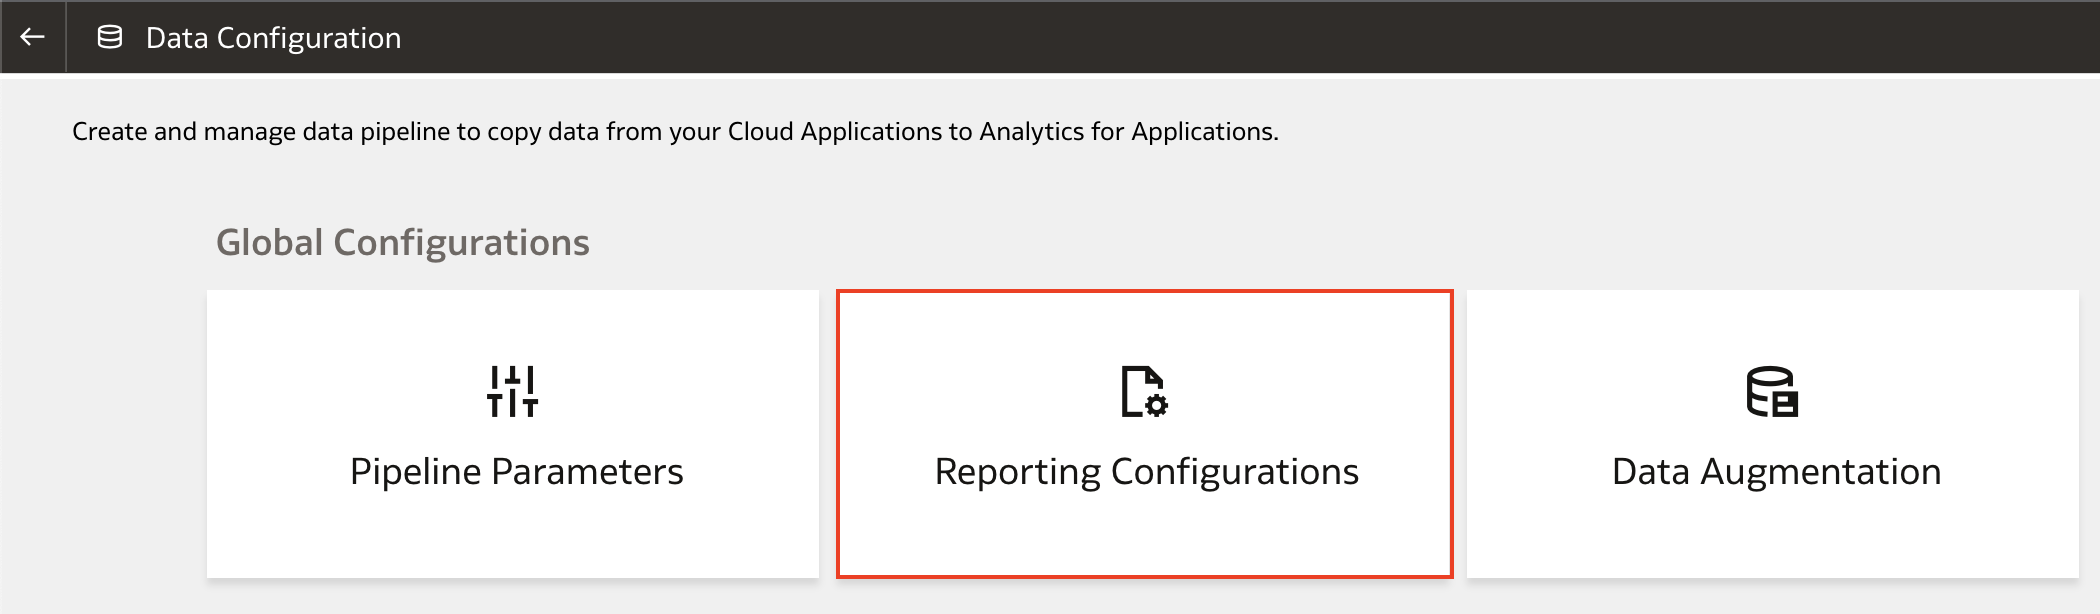 Data Configuration
Create and manage data pipeline to copy data from your Cloud Applications to Analytics for Applications.
Global Configurations
Pipeline Parameters
Reporting Configurations
Data Augmentation